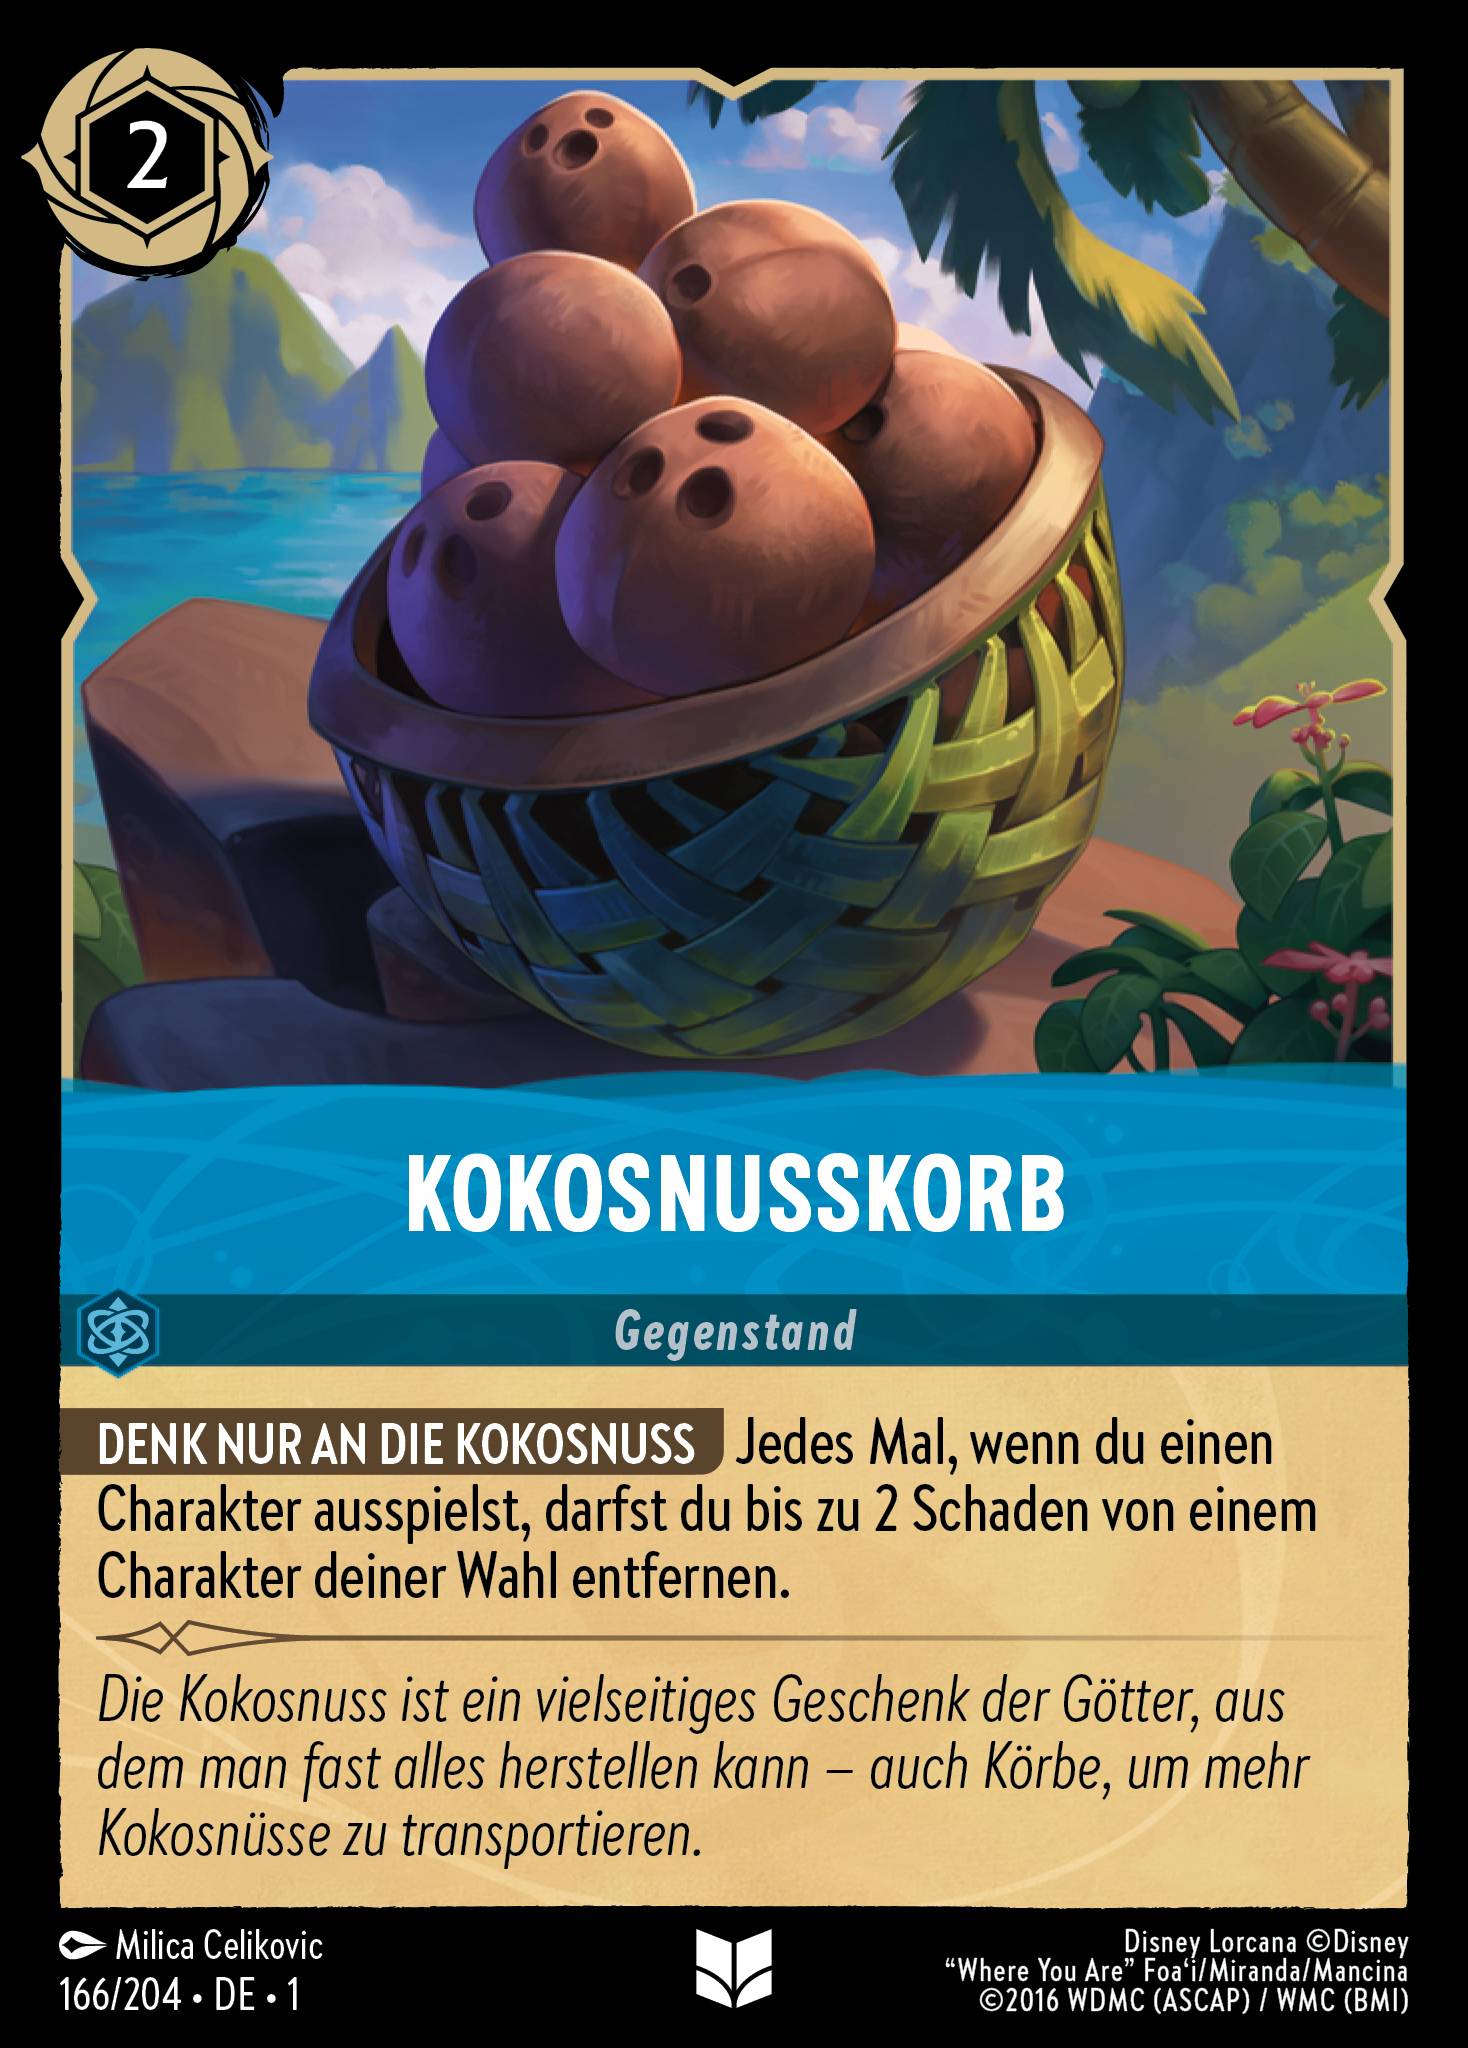 2
KOKOSNUSSKORB
Gegenstand
DENK NUR AN DIE KOKOSNUSS Jedes Mal, wenn du einen
Charakter ausspielst, darfst du bis zu 2 Schaden von einem
Charakter deiner Wahl entfernen.
Die Kokosnuss ist ein vielseitiges Geschenk der Götter, aus
dem man fast alles herstellen kann – auch Körbe, um mehr
Kokosnüsse zu transportieren.
Milica Celikovic
166/204 • DE • 1
Disney Lorcana ©Disney
“Where You Are” Foaʻi/Miranda/Mancina
©2016 WDMC (ASCAP) / WMC (BMI)